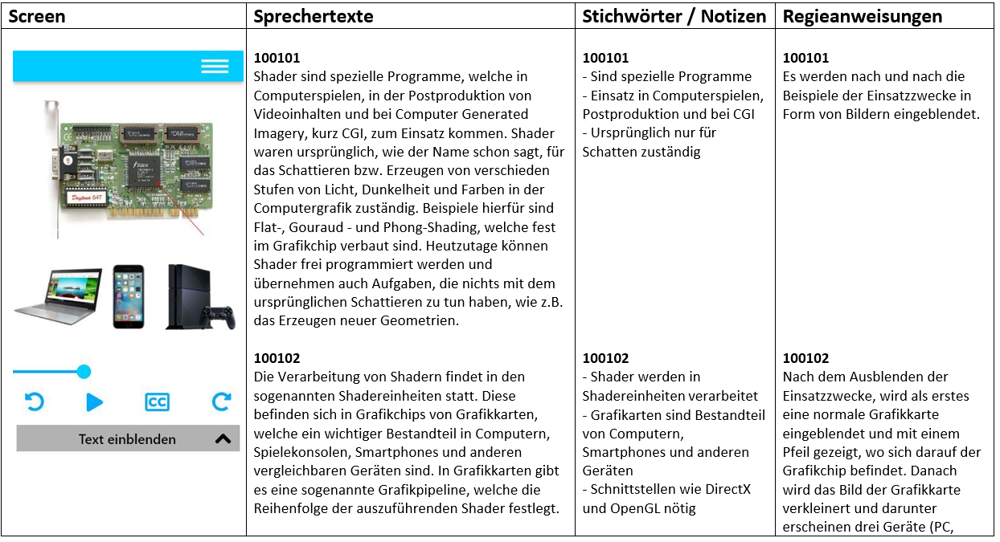 Screen
Sprechertexte
Stichwörter / Notizen
Regieanweisungen
Daytona 64T
CC
Text einblenden
100101
Shader sind spezielle Programme, welche in
Computerspielen, in der Postproduktion von
Videoinhalten und bei Computer Generated
Imagery, kurz CGI, zum Einsatz kommen. Shader
waren ursprünglich, wie der Name schon sagt, für
das Schattieren bzw. Erzeugen von verschieden
Stufen von Licht, Dunkelheit und Farben in der
Computergrafik zuständig. Beispiele hierfür sind
Flat-, Gouraud - und Phong-Shading, welche fest
im Grafikchip verbaut sind. Heutzutage können
Shader frei programmiert werden und
übernehmen auch Aufgaben, die nichts mit dem
ursprünglichen Schattieren zu tun haben, wie z.B.
das Erzeugen neuer Geometrien.
100102
Die Verarbeitung von Shadern findet in den
sogenannten Shadereinheiten statt. Diese
befinden sich in Grafikchips von Grafikkarten,
welche ein wichtiger Bestandteil in Computern,
Spielekonsolen, Smartphones und anderen
vergleichbaren Geräten sind. In Grafikkarten gibt
es eine sogenannte Grafikpipeline, welche die
Reihenfolge der auszuführenden Shader festlegt.
100101
- Sind spezielle Programme
- Einsatz in Computerspielen,
Postproduktion und bei CGI
- Ursprünglich nur für
Schatten zuständig
100102
- Shader werden in
Shadereinheiten verarbeitet
- Grafikarten sind Bestandteil
von Computern,
Smartphones und anderen
Geräten
- Schnittstellen wie DirectX
und OpenGL nötig
100101
Es werden nach und nach die
Beispiele der Einsatzzwecke in
Form von Bildern eingeblendet.
100102
Nach dem Ausblenden der
Einsatzzwecke, wird als erstes
eine normale Grafikkarte
eingeblendet und mit einem
Pfeil gezeigt, wo sich darauf der
Grafikchip befindet. Danach
wird das Bild der Grafikkarte
verkleinert und darunter
erscheinen drei Geräte (PC,